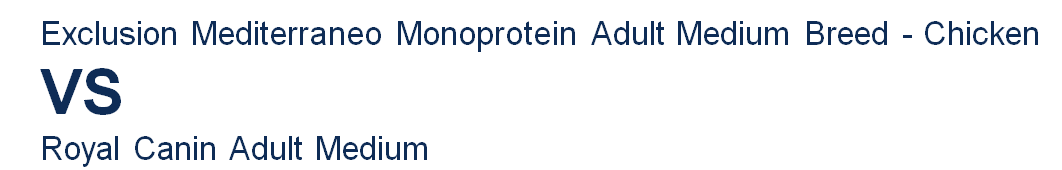 Exclusion Mediterraneo Monoprotein Adult Medium Breed - Chicken
VS
Royal Canin Adult Medium